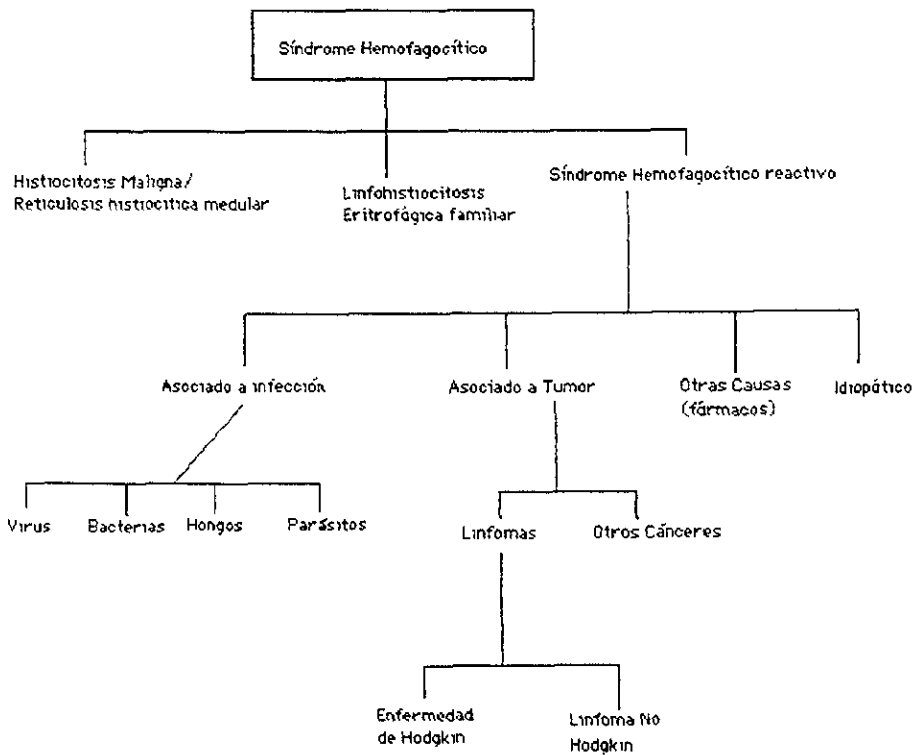 Síndrome Hemofagocítico
Histiocitosis Maligna/
Reticulosis histiocítica medular
Linfohistiocitosis
Eritrofágica familiar
Síndrome Hemofagocítico reactivo
Asociado a infección
Asociado a Tumor
Otras Causas
(fármacos)
Idiopático
Virus
Bacterias
Hongos
Parásitos
Linfomas
Otros Cánceres
Enfermedad
de Hodgkin
Linfoma No
Hodgkin